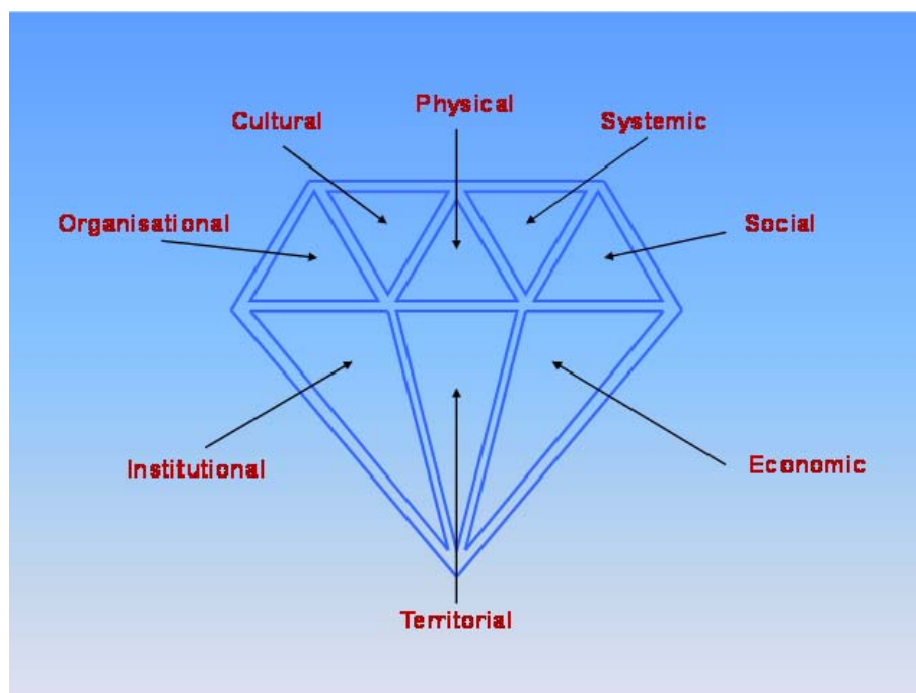 Physical
Cultural
Systemic
Organisational
Social
Institutional
Economic
Territorial